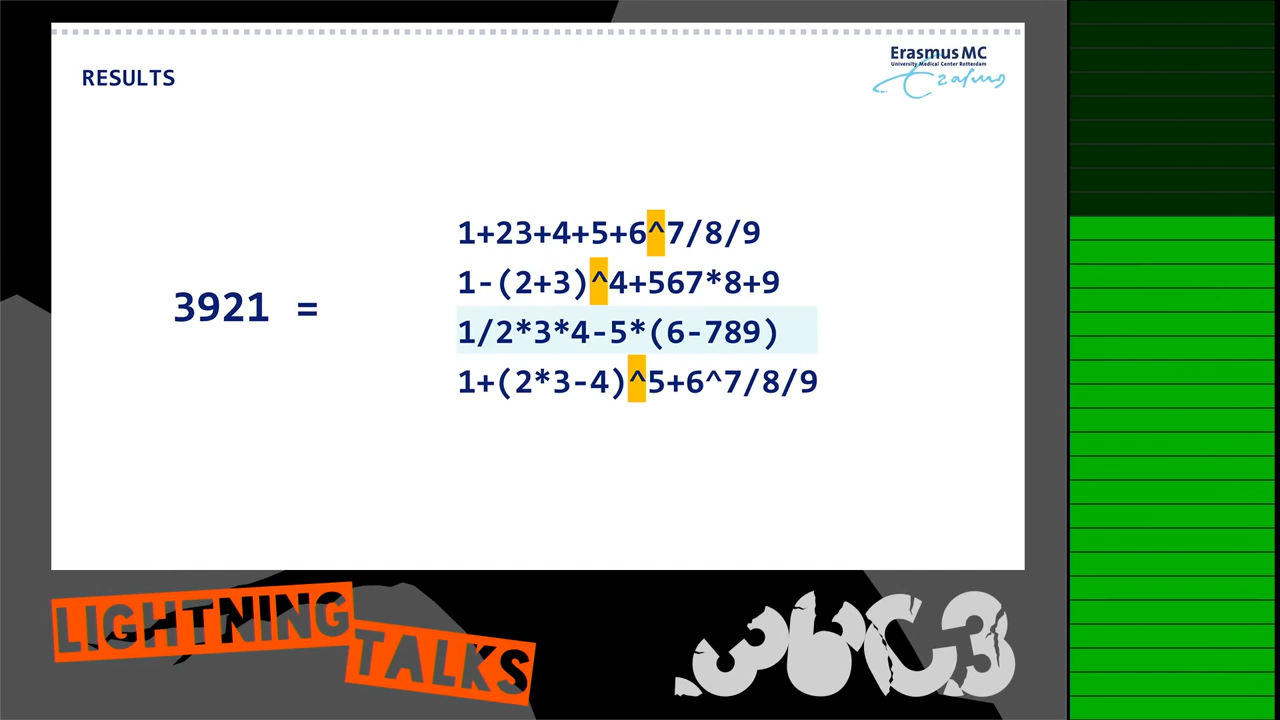 RESULTS
Erasmus MC
University Medical Center Rotterdam
Erasmus
3921 =
1+23+4+5+6^7/8/9
1-(2+3)^4+567*8+9
1/2*3*4-5*(6-789)
1+(2*3-4)^5+6^7/8/9
LIGHTNING
TALKS
36C3